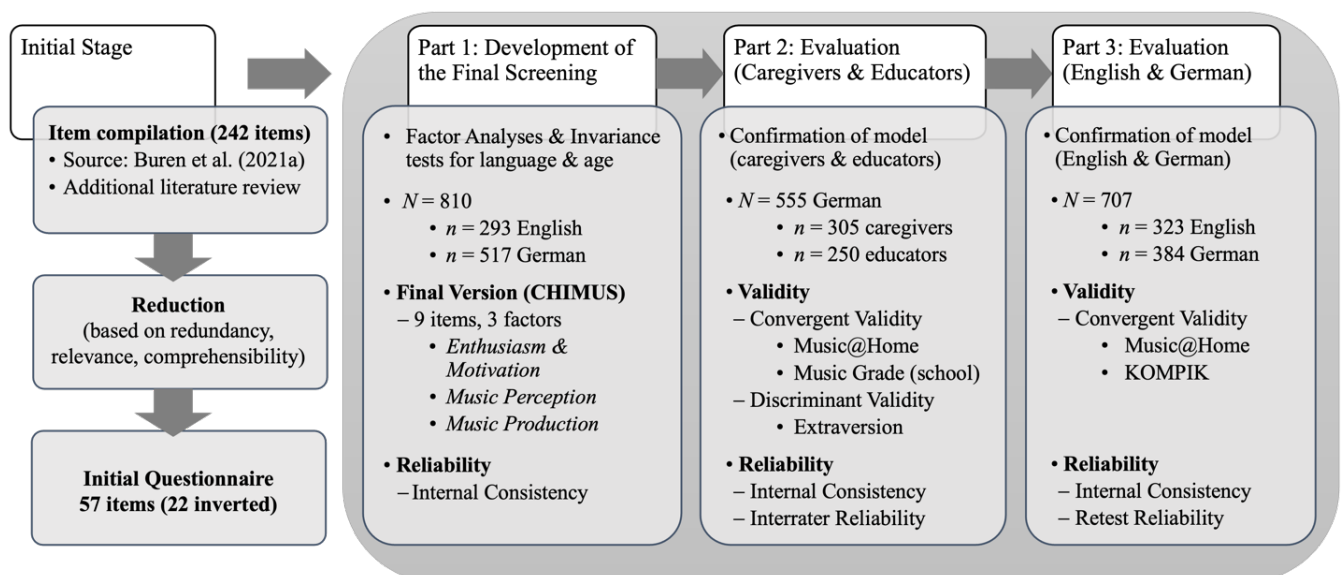 Initial Stage
Item compilation (242 items)
• Source: Buren et al. (2021a)
• Additional literature review
Reduction
(based on redundancy,
relevance, comprehensibility)
Initial Questionnaire
57 items (22 inverted)
Part 1: Development of
the Final Screening
• Factor Analyses & Invariance
tests for language & age
• N = 810
• n = 293 English
• n = 517 German
• Final Version (CHIMUS)
– 9 items, 3 factors
• Enthusiasm &
Motivation
• Music Perception
• Music Production
• Reliability
– Internal Consistency
Part 2: Evaluation
(Caregivers & Educators)
• Confirmation of model
(caregivers & educators)
• N = 555 German
• n = 305 caregivers
• n = 250 educators
• Validity
– Convergent Validity
• Music@Home
• Music Grade (school)
– Discriminant Validity
• Extraversion
• Reliability
– Internal Consistency
– Interrater Reliability
Part 3: Evaluation
(English & German)
• Confirmation of model
(English & German)
• N = 707
• n = 323 English
• n = 384 German
• Validity
– Convergent Validity
• Music@Home
• KOMPIK
• Reliability
– Internal Consistency
– Retest Reliability